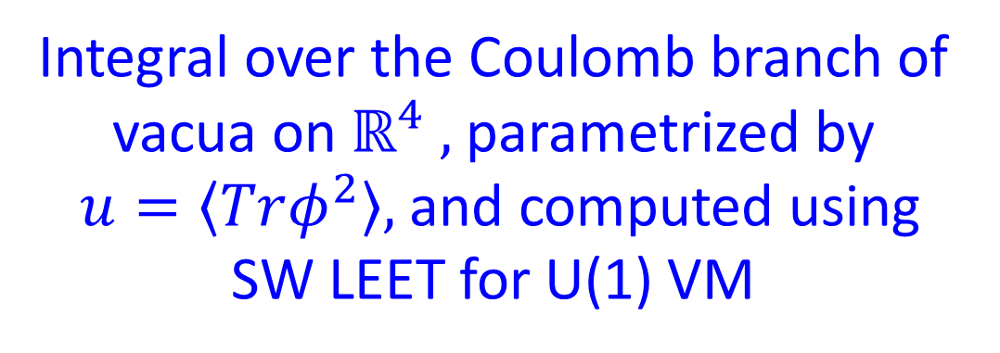 Integral over the Coulomb branch of
vacua on ℝ⁴ , parametrized by
𝑢 = ⟨𝑇𝑟𝜙²⟩, and computed using
SW LEET for U(1) VM